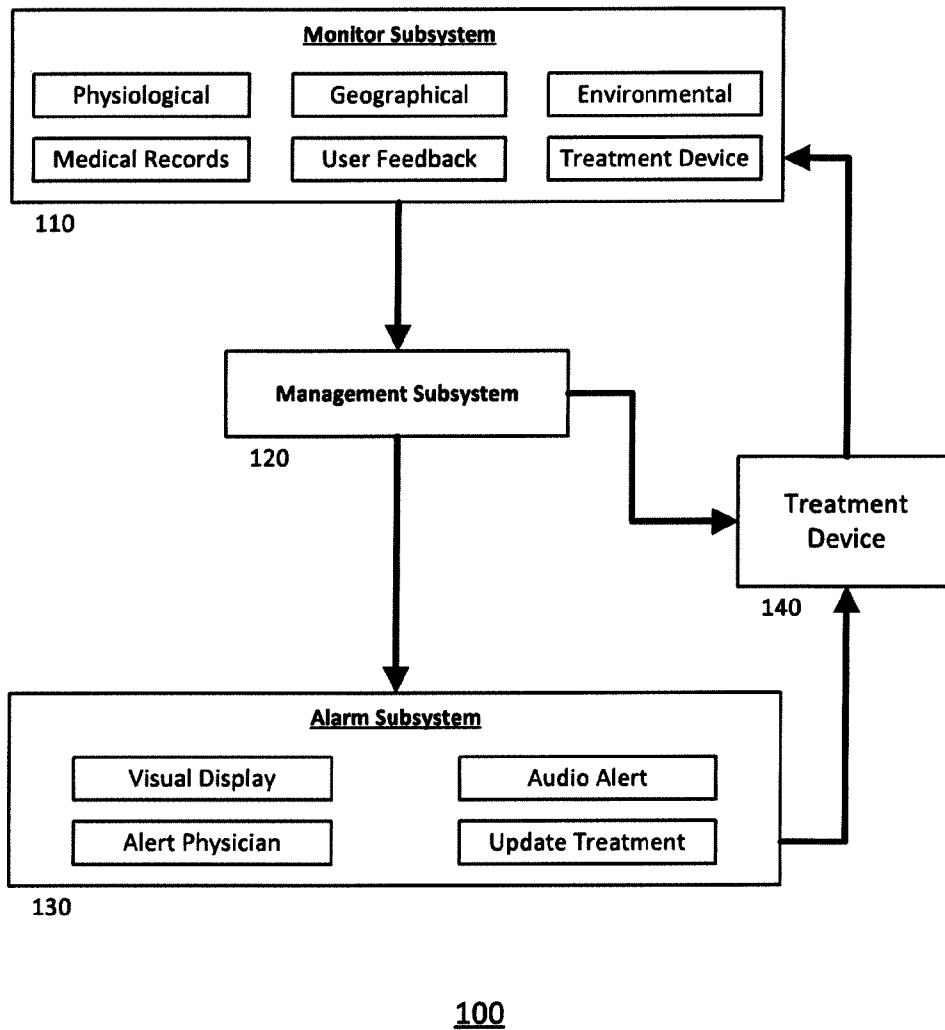 Monitor Subsystem
Physiological
Geographical
Environmental
Medical Records
User Feedback
Treatment Device
110
Management Subsystem
120
Treatment
Device
140
Alarm Subsystem
Visual Display
Audio Alert
Alert Physician
Update Treatment
130
100